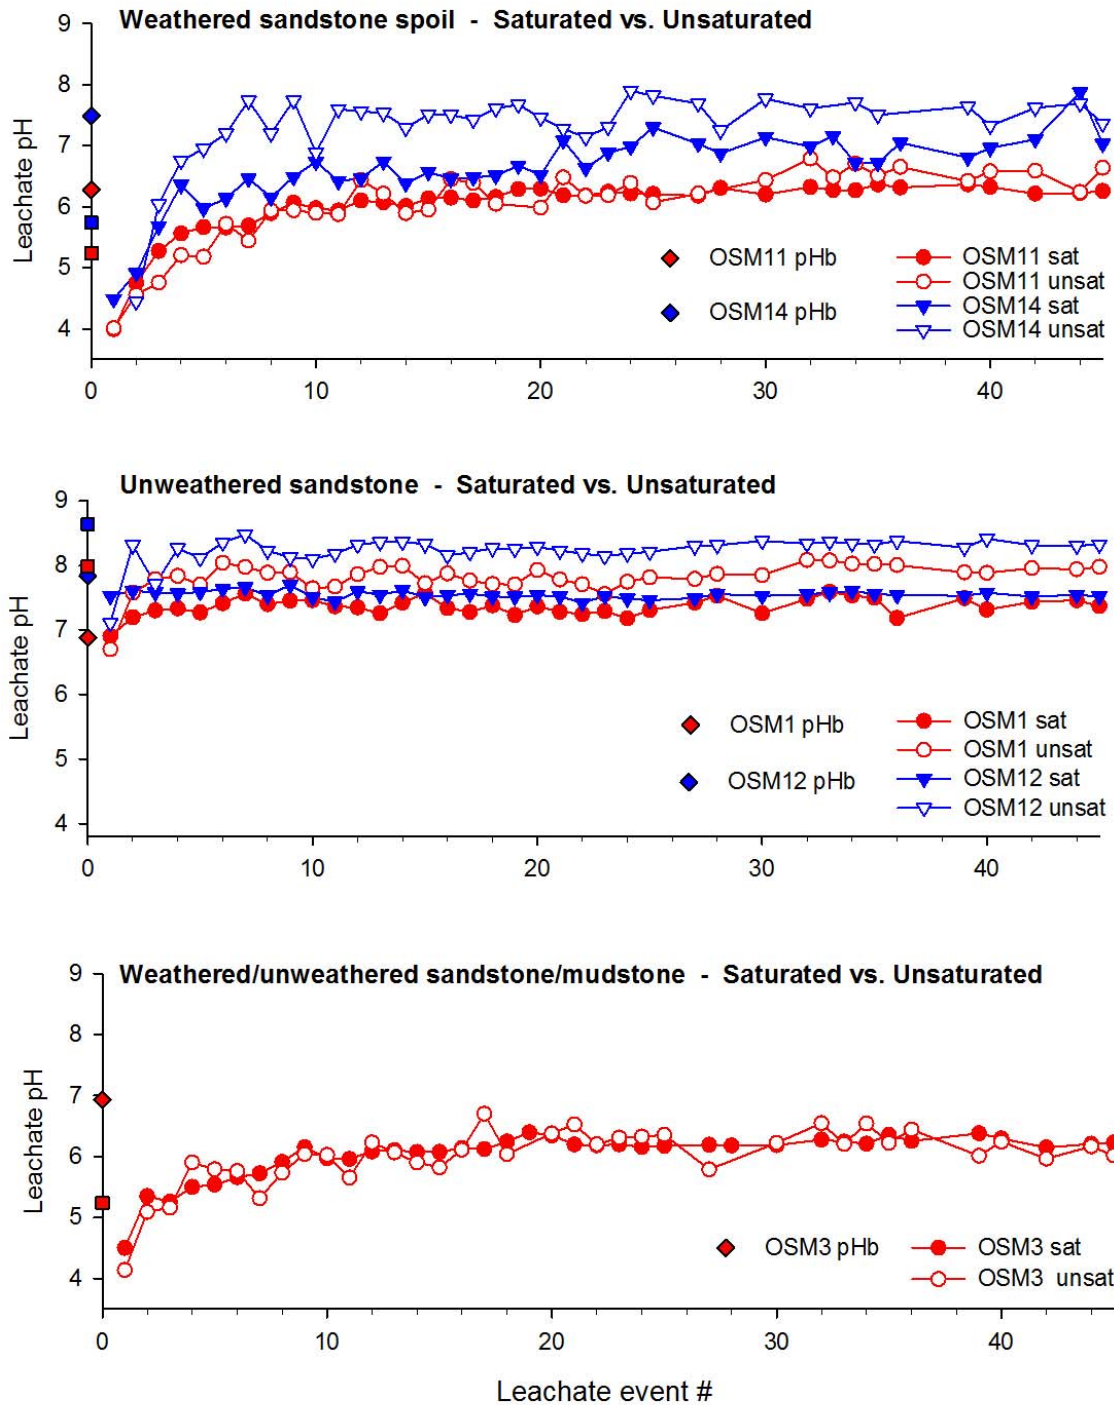 Weathered sandstone spoil - Saturated vs. Unsaturated
9
8
7
6
5
4
Leachate pH
OSM11 pHb
OSM14 pHb
OSM11 sat
OSM11 unsat
OSM14 sat
OSM14 unsat
0 10 20 30 40
Unweathered sandstone - Saturated vs. Unsaturated
9
8
7
6
5
4
Leachate pH
OSM1 pHb
OSM12 pHb
OSM1 sat
OSM1 unsat
OSM12 sat
OSM12 unsat
0 10 20 30 40
Weathered/unweathered sandstone/mudstone - Saturated vs. Unsaturated
9
8
7
6
5
4
Leachate pH
OSM3 pHb
OSM3 sat
OSM3 unsat
0 10 20 30 40
Leachate event #